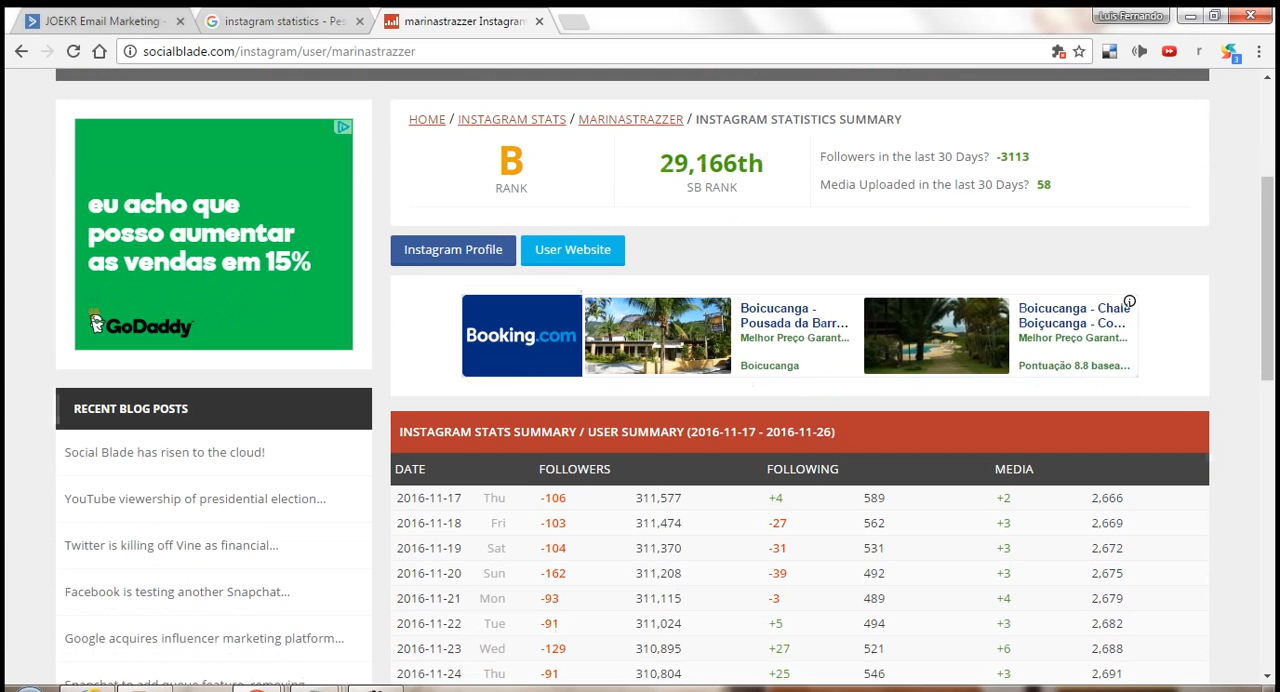 JOEKR Email Marketing -
instagram statistics - Pes
marinastrazzer Instagram
Luis Fernando
socialblade.com/instagram/user/marinastrazzer
r
3
eu acho que
posso aumentar
as vendas em 15%
GoDaddy
HOME / INSTAGRAM STATS / MARINASTRAZZER / INSTAGRAM STATISTICS SUMMARY
B
RANK
29,166th
SB RANK
Followers in the last 30 Days? -3113
Media Uploaded in the last 30 Days? 58
Instagram Profile
User Website
Booking.com
Boicucanga -
Pousada da Barr...
Melhor Preço Garant...
Boicucanga
Boicucanga - Chalé
Boiçucanga - Co...
Melhor Preço Garant...
Pontuação 8.8 basea...
RECENT BLOG POSTS
Social Blade has risen to the cloud!
YouTube viewership of presidential election...
Twitter is killing off Vine as financial...
Facebook is testing another Snapchat...
Google acquires influencer marketing platform...
Snapchat to add queue feature, removing
INSTAGRAM STATS SUMMARY / USER SUMMARY (2016-11-17 - 2016-11-26)
DATE FOLLOWERS FOLLOWING MEDIA
2016-11-17 Thu -106 311,577 +4 589 +2 2,666
2016-11-18 Fri -103 311,474 -27 562 +3 2,669
2016-11-19 Sat -104 311,370 -31 531 +3 2,672
2016-11-20 Sun -162 311,208 -39 492 +3 2,675
2016-11-21 Mon -93 311,115 -3 489 +4 2,679
2016-11-22 Tue -91 311,024 +5 494 +3 2,682
2016-11-23 Wed -129 310,895 +27 521 +6 2,688
2016-11-24 Thu -91 310,804 +25 546 +3 2,691